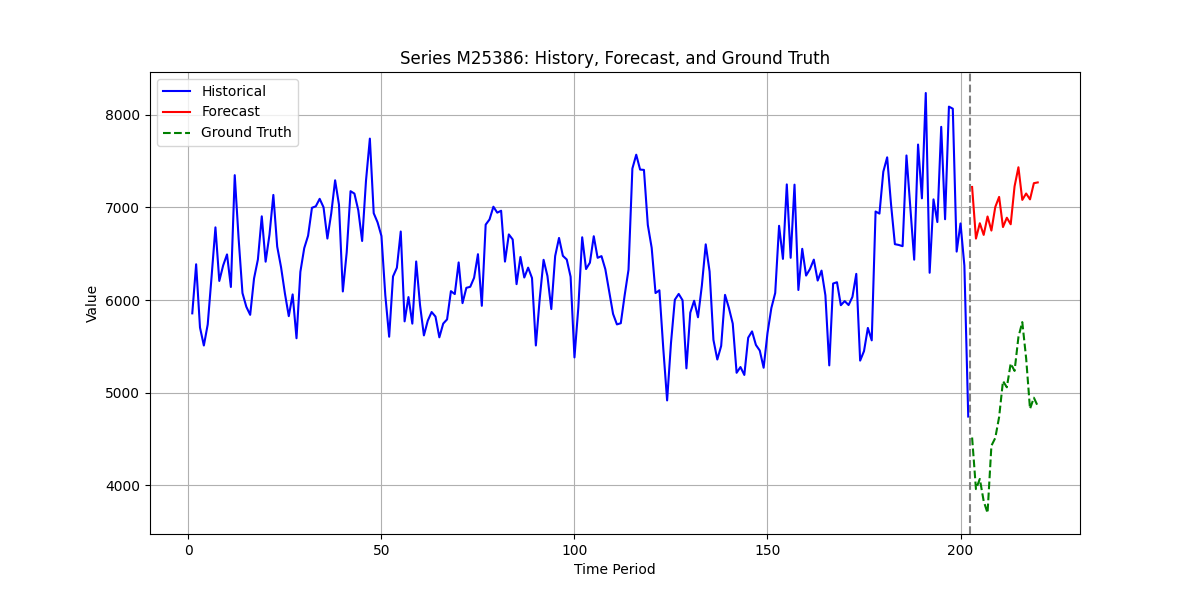 Series M25386: History, Forecast, and Ground Truth
Historical
Forecast
Ground Truth
8000
7000
6000
5000
4000
Value
0 50 100 150 200
Time Period